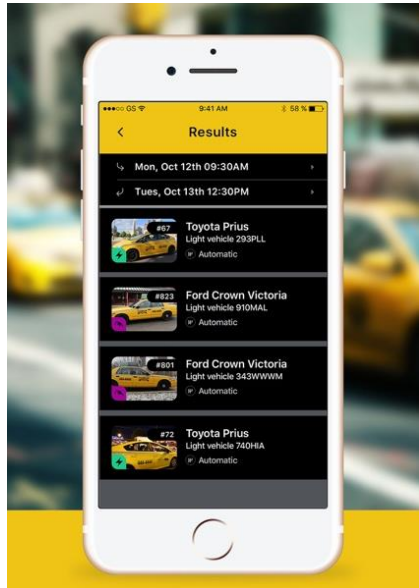 GS
9:41 AM
58 %
Results
Mon, Oct 12th 09:30AM
Tues, Oct 13th 12:30PM
#67
Toyota Prius
Light vehicle 293PLL
Automatic
#823
Ford Crown Victoria
Light vehicle 910MAL
Automatic
#801
Ford Crown Victoria
Light vehicle 343WWWM
Automatic
#72
Toyota Prius
Light vehicle 740HIA
Automatic